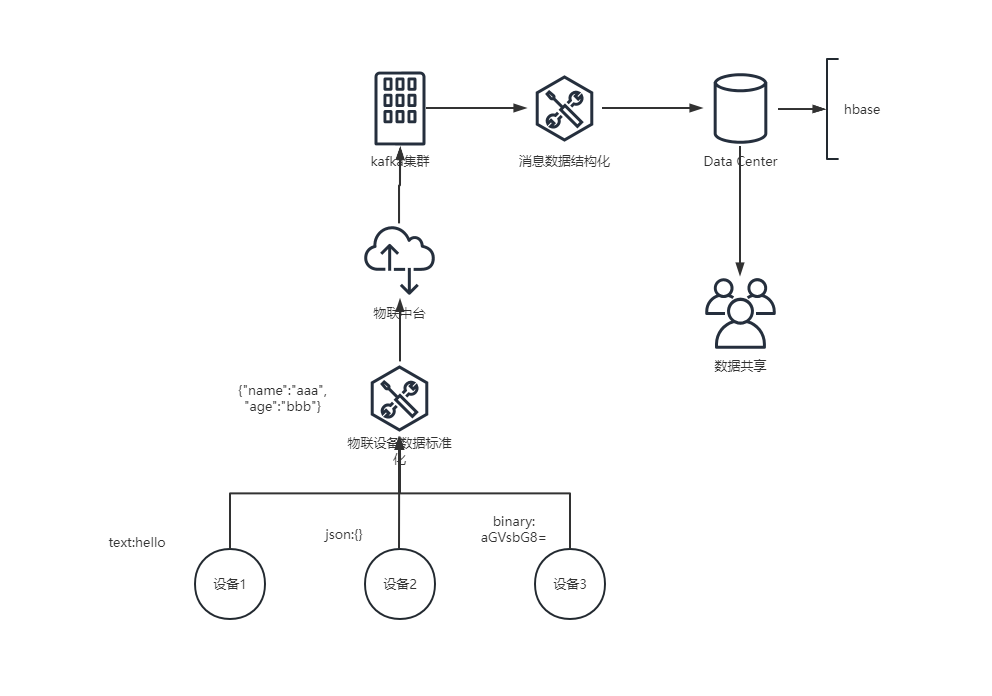 kafka集群
消息数据结构化
Data Center
hbase
物联中台
数据共享
{"name":"aaa",
"age":"bbb"}
物联设备数据标准
化
text:hello
json:{}
binary:
aGVsbG8=
设备1
设备2
设备3